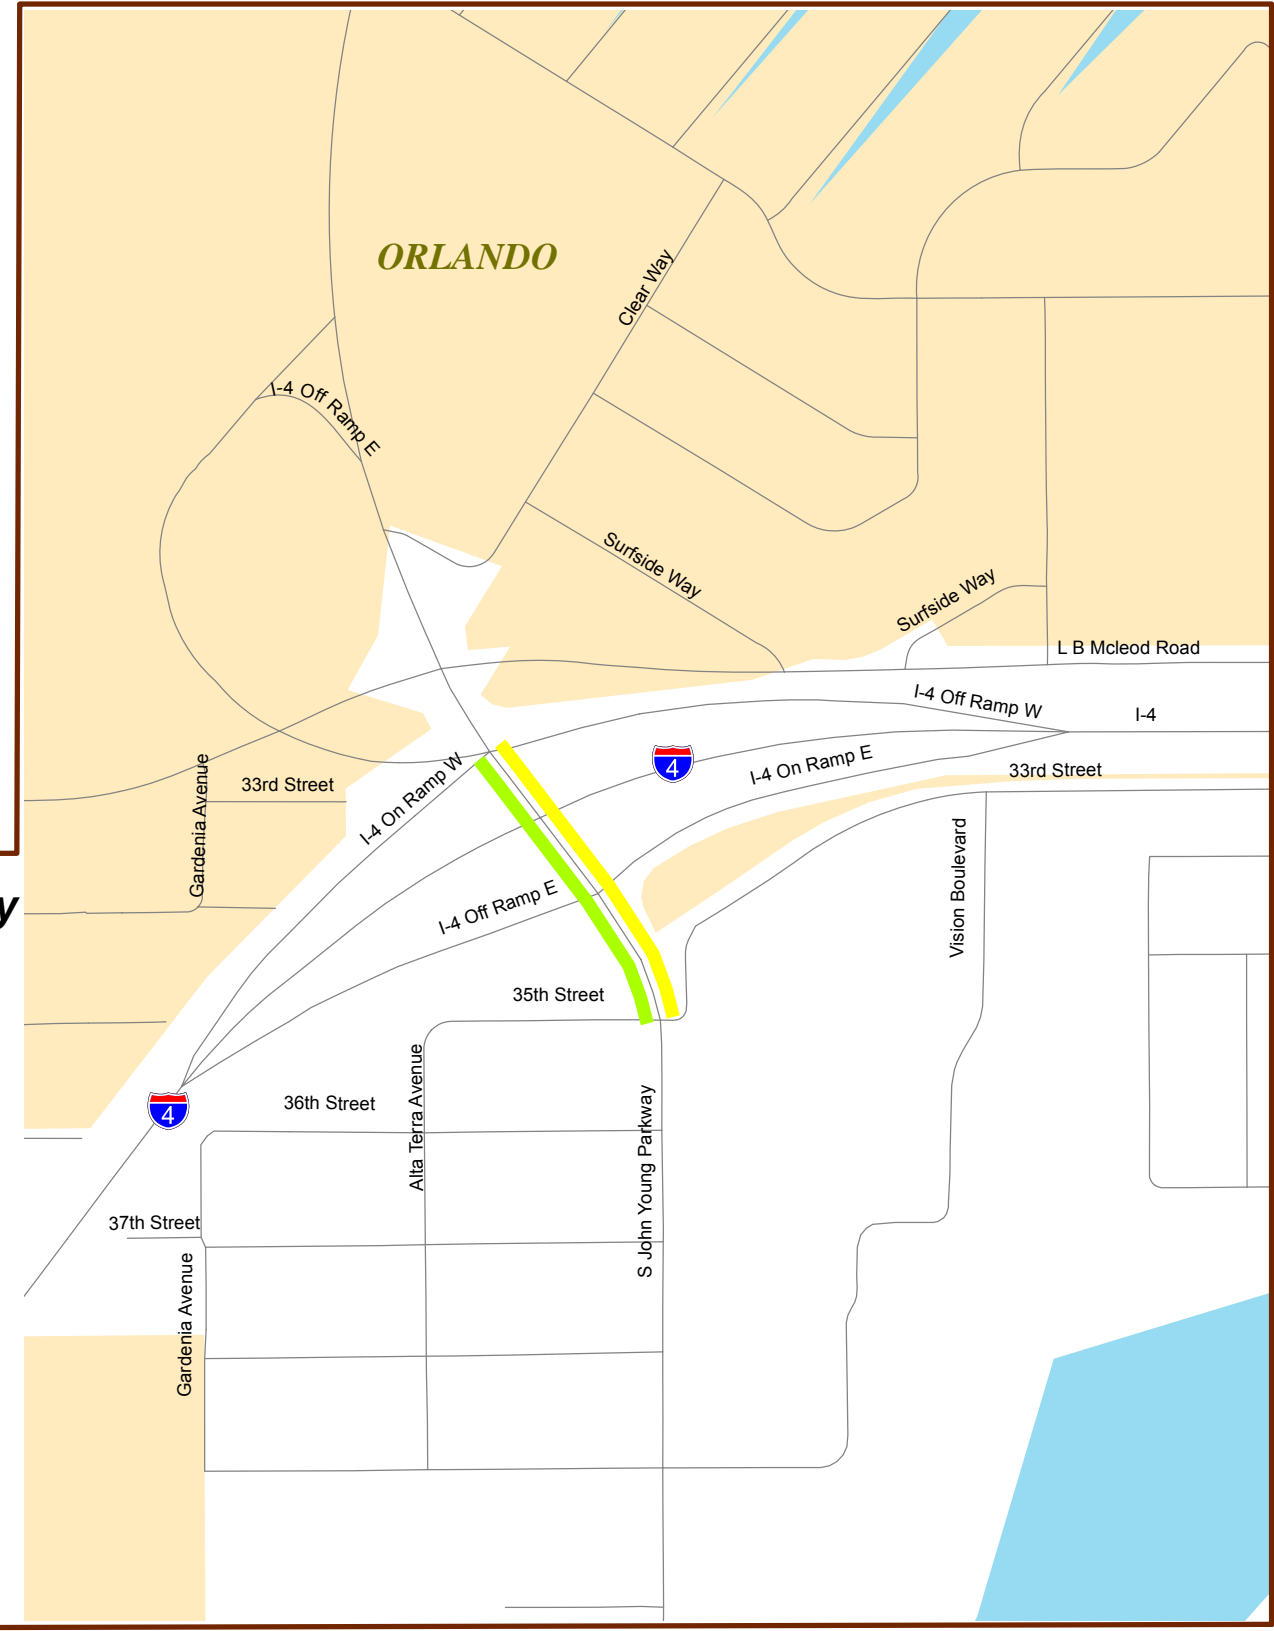 ORLANDO
Clear Way
I-4 Off Ramp E
Surfside Way
Surfside Way
L B Mcleod Road
I-4 Off Ramp W
I-4
I-4 On Ramp W
4
I-4 On Ramp E
33rd Street
33rd Street
Gardenia Avenue
Vision Boulevard
y
I-4 Off Ramp E
35th Street
Alta Terra Avenue
4
36th Street
S John Young Parkway
37th Street
Gardenia Avenue